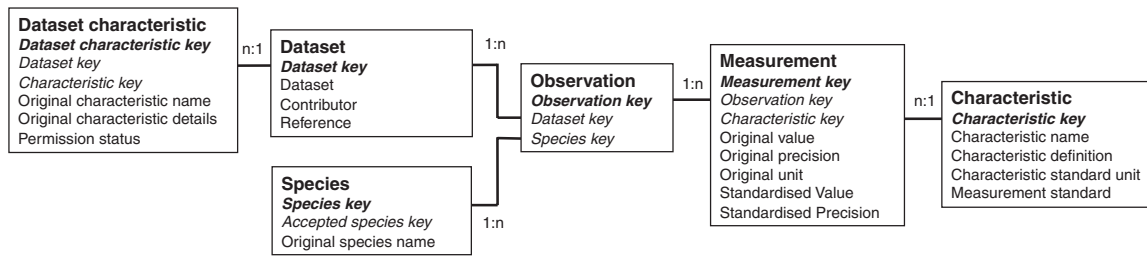 Dataset characteristic
Dataset characteristic key
Dataset key
Characteristic key
Original characteristic name
Original characteristic details
Permission status
n:1
Dataset
Dataset key
Dataset
Contributor
Reference
1:n
Species
Species key
Accepted species key
Original species name
1:n
Observation
Observation key
Dataset key
Species key
1:n
Measurement
Measurement key
Observation key
Characteristic key
Original value
Original precision
Original unit
Standardised Value
Standardised Precision
n:1
Characteristic
Characteristic key
Characteristic name
Characteristic definition
Characteristic standard unit
Measurement standard